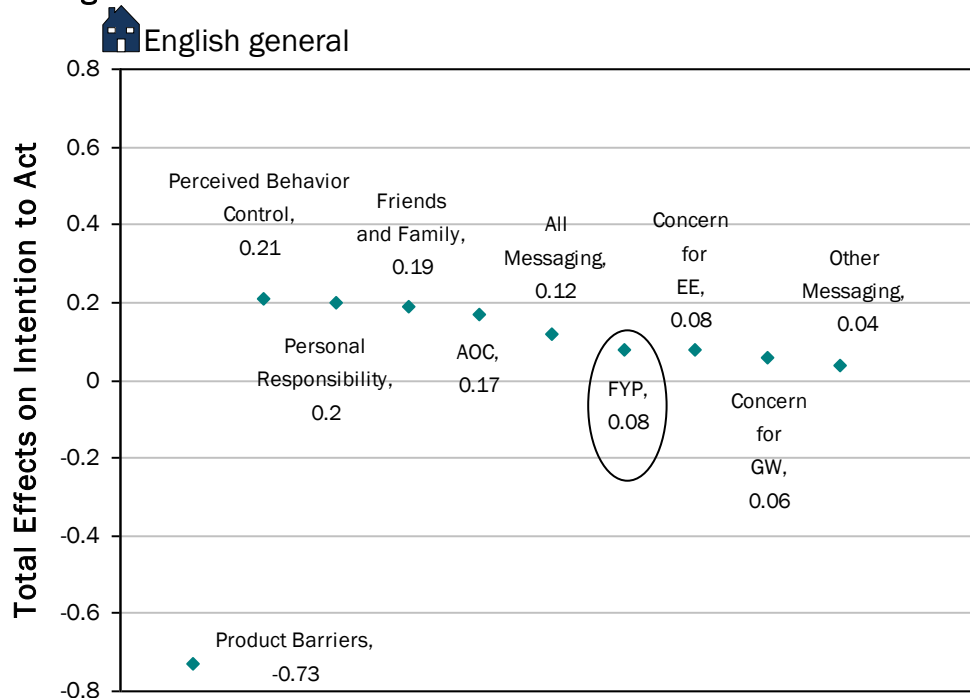 English general
Total Effects on Intention to Act
0.8
0.6
0.4
0.2
0
-0.2
-0.4
-0.6
-0.8
Product Barriers,
-0.73
Perceived Behavior
Control,
0.21
Personal
Responsibility,
0.2
Friends
and Family,
0.19
AOC,
0.17
All
Messaging,
0.12
FYP,
0.08
Concern
for
EE,
0.08
Concern
for
GW,
0.06
Other
Messaging,
0.04